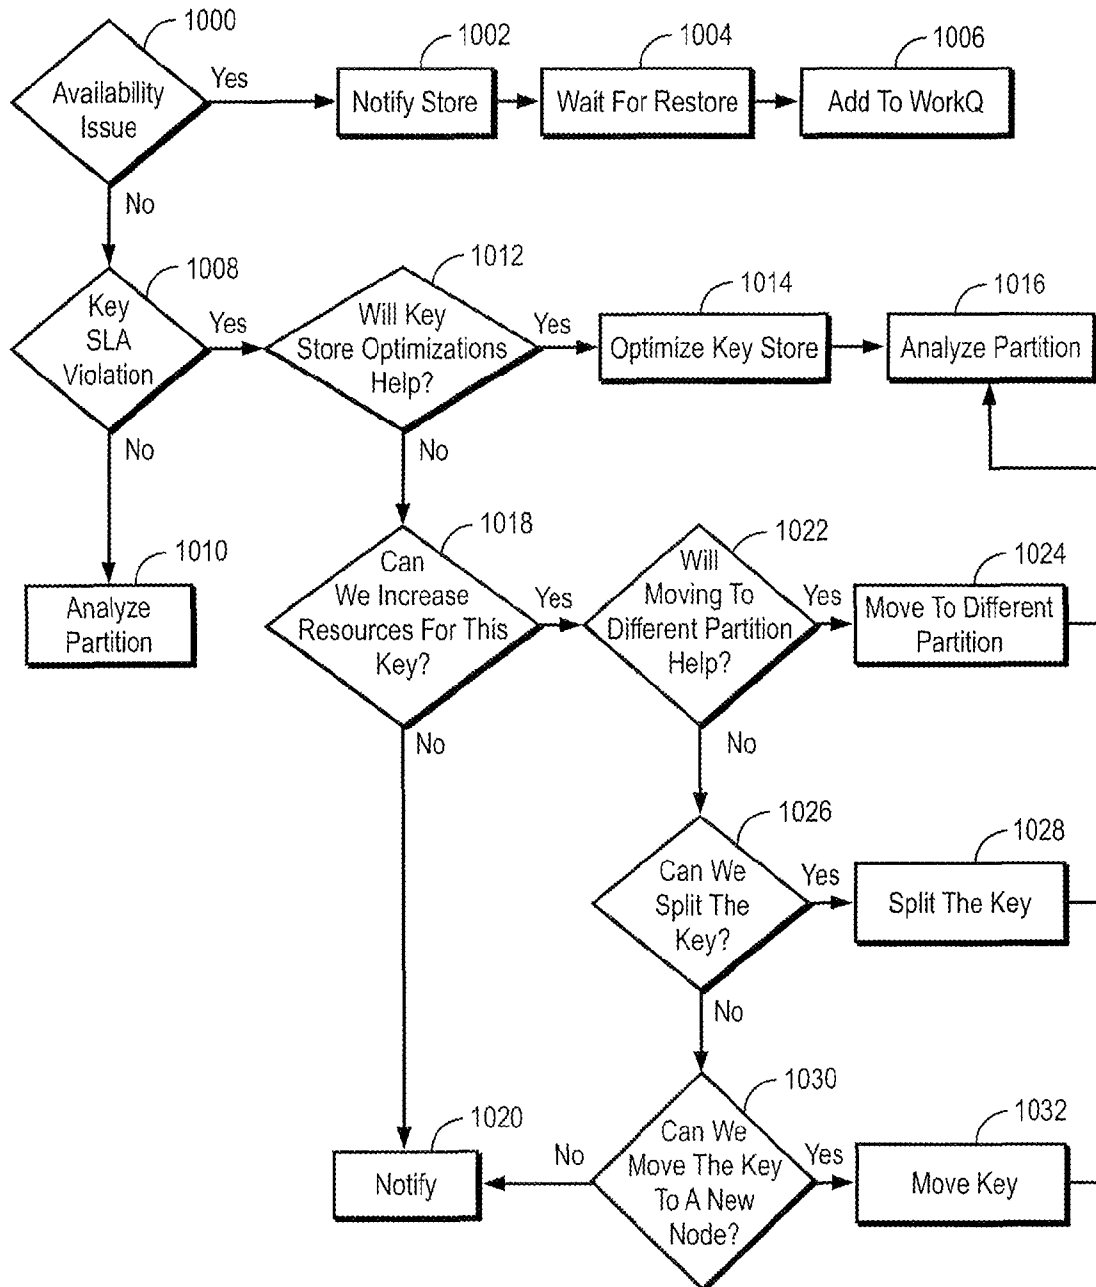 1000
Availability
Issue
Yes
1002
Notify Store
1004
Wait For Restore
1006
Add To WorkQ
No
1008
Key
SLA
Violation
Yes
1012
Will Key
Store Optimizations
Help?
Yes
1014
Optimize Key Store
1016
Analyze Partition
No
No
1010
Analyze
Partition
1018
Can
We Increase
Resources For This
Key?
Yes
1022
Will
Moving To
Different Partition
Help?
Yes
1024
Move To Different
Partition
No
No
1026
Can We
Split The
Key?
Yes
1028
Split The Key
No
1030
Can We
Move The Key
To A New
Node?
Yes
1032
Move Key
No
1020
Notify